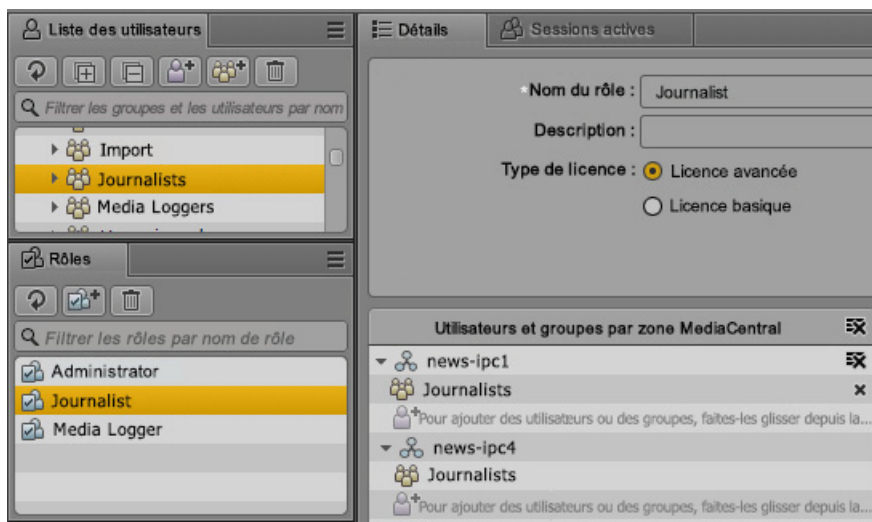 Liste des utilisateurs
Filtrer les groupes et les utilisateurs par nom
Import
Journalists
Media Loggers
Rôles
Filtrer les rôles par nom de rôle
Administrator
Journalist
Media Logger
Détails
Sessions actives
*Nom du rôle : Journalist
Description :
Type de licence : Licence avancée
Licence basique
Utilisateurs et groupes par zone MediaCentral
news-ipc1
Journalists
Pour ajouter des utilisateurs ou des groupes, faites-les glisser depuis la...
news-ipc4
Journalists
Pour ajouter des utilisateurs ou des groupes, faites-les glisser depuis la...